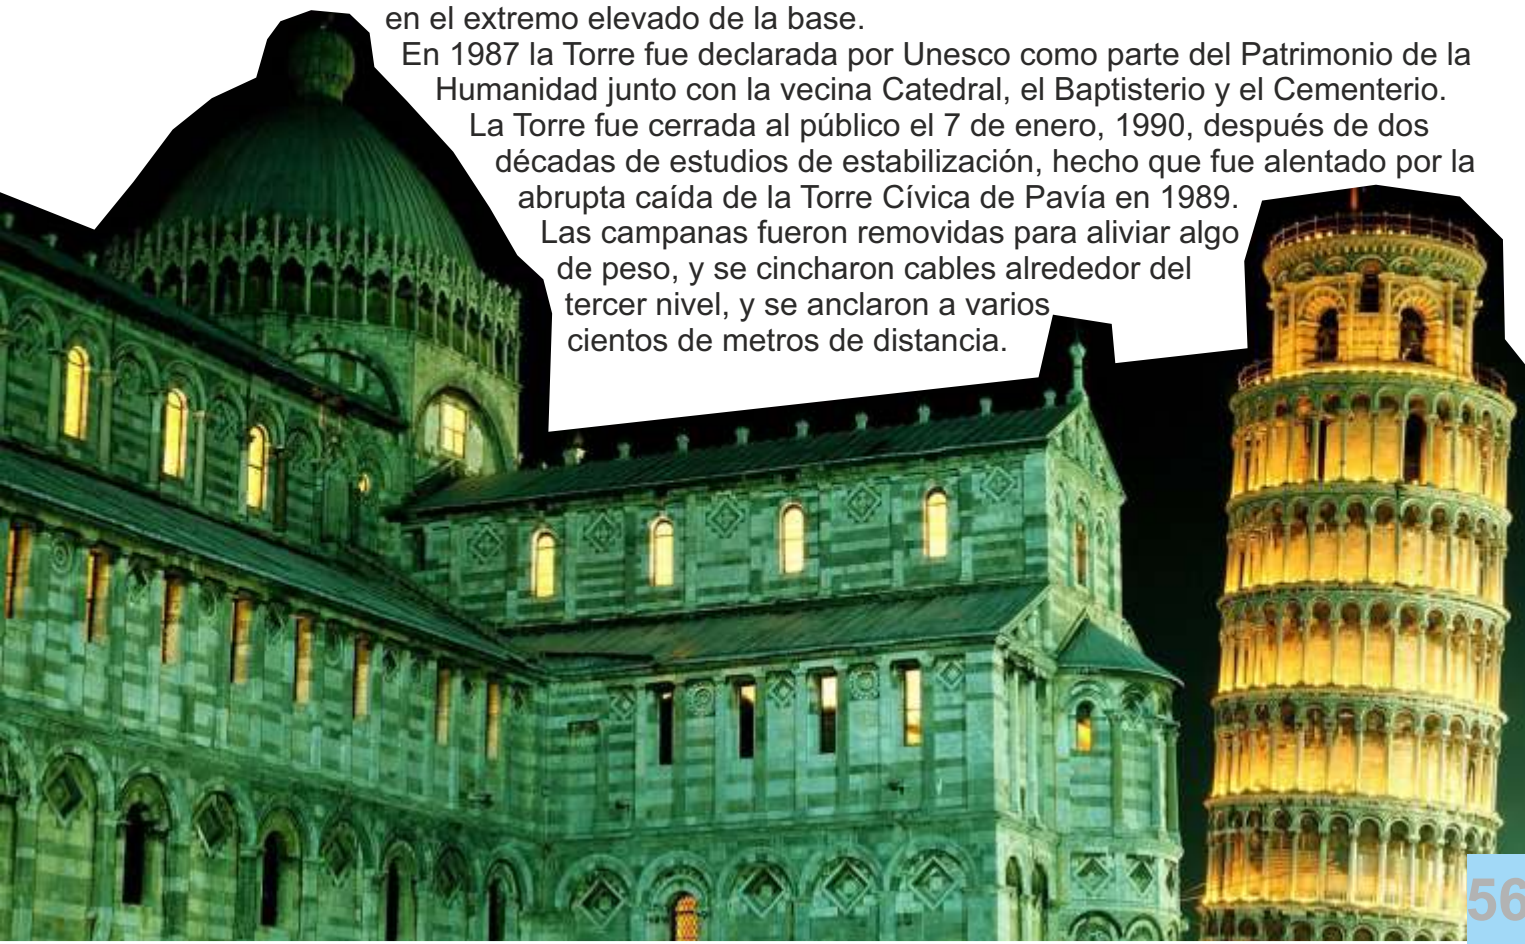 en el extremo elevado de la base.
En 1987 la Torre fue declarada por Unesco como parte del Patrimonio de la
Humanidad junto con la vecina Catedral, el Baptisterio y el Cementerio.
La Torre fue cerrada al público el 7 de enero, 1990, después de dos
décadas de estudios de estabilización, hecho que fue alentado por la
abrupta caída de la Torre Cívica de Pavía en 1989.
Las campanas fueron removidas para aliviar algo
de peso, y se cincharon cables alrededor del
tercer nivel, y se anclaron a varios
cientos de metros de distancia.
56